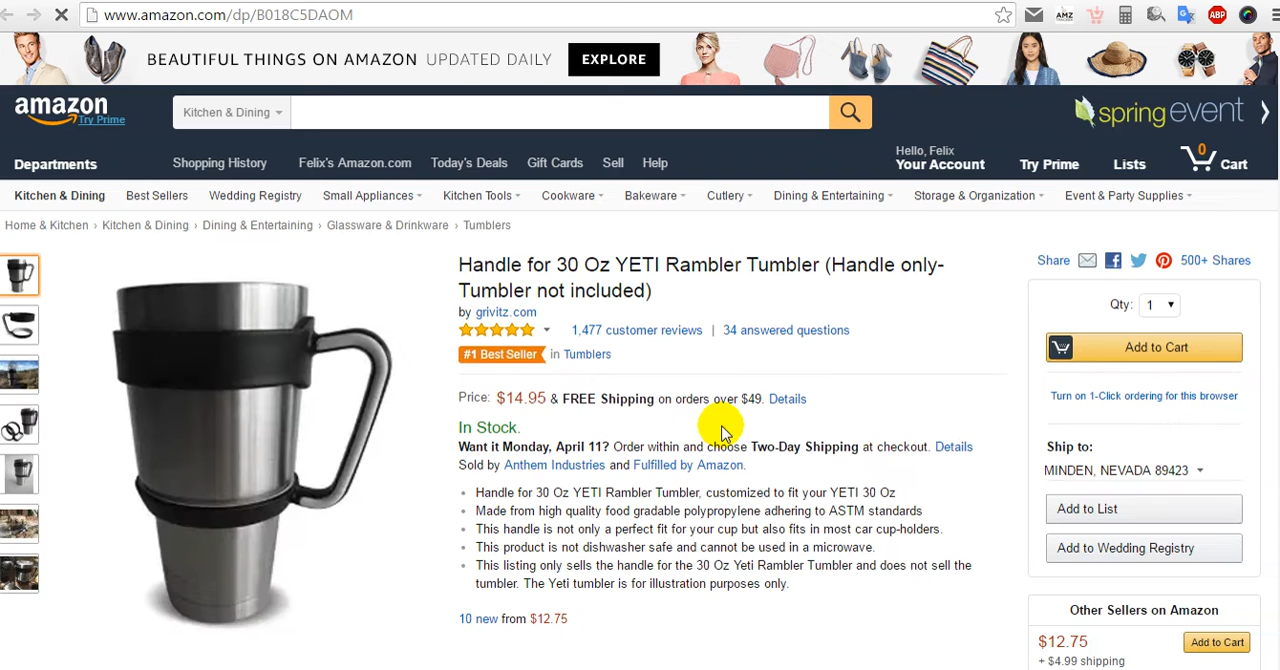 www.amazon.com/dp/B018C5DAOM
AMZ
ABP
BEAUTIFUL THINGS ON AMAZON UPDATED DAILY EXPLORE
amazon
Try Prime
Kitchen & Dining
spring event
Departments
Shopping History Felix's Amazon.com Today's Deals Gift Cards Sell Help
Hello, Felix
Your Account Try Prime Lists 0 Cart
Kitchen & Dining Best Sellers Wedding Registry Small Appliances Kitchen Tools Cookware Bakeware Cutlery Dining & Entertaining Storage & Organization Event & Party Supplies
Home & Kitchen › Kitchen & Dining › Dining & Entertaining › Glassware & Drinkware › Tumblers
Handle for 30 Oz YETI Rambler Tumbler (Handle only-
Tumbler not included)
by grivitz.com
1,477 customer reviews | 34 answered questions
#1 Best Seller in Tumblers
Price: $14.95 & FREE Shipping on orders over $49. Details
In Stock.
Want it Monday, April 11? Order within and choose Two-Day Shipping at checkout. Details
Sold by Anthem Industries and Fulfilled by Amazon.
• Handle for 30 Oz YETI Rambler Tumbler, customized to fit your YETI 30 Oz
• Made from high quality food gradable polypropylene adhering to ASTM standards
• This handle is not only a perfect fit for your cup but also fits in most car cup-holders.
• This product is not dishwasher safe and cannot be used in a microwave.
• This listing only sells the handle for the 30 Oz Yeti Rambler Tumbler and does not sell the
tumbler. The Yeti tumbler is for illustration purposes only.
10 new from $12.75
Share 500+ Shares
Qty: 1
Add to Cart
Turn on 1-Click ordering for this browser
Ship to:
MINDEN, NEVADA 89423
Add to List
Add to Wedding Registry
Other Sellers on Amazon
$12.75 Add to Cart
+ $4.99 shipping